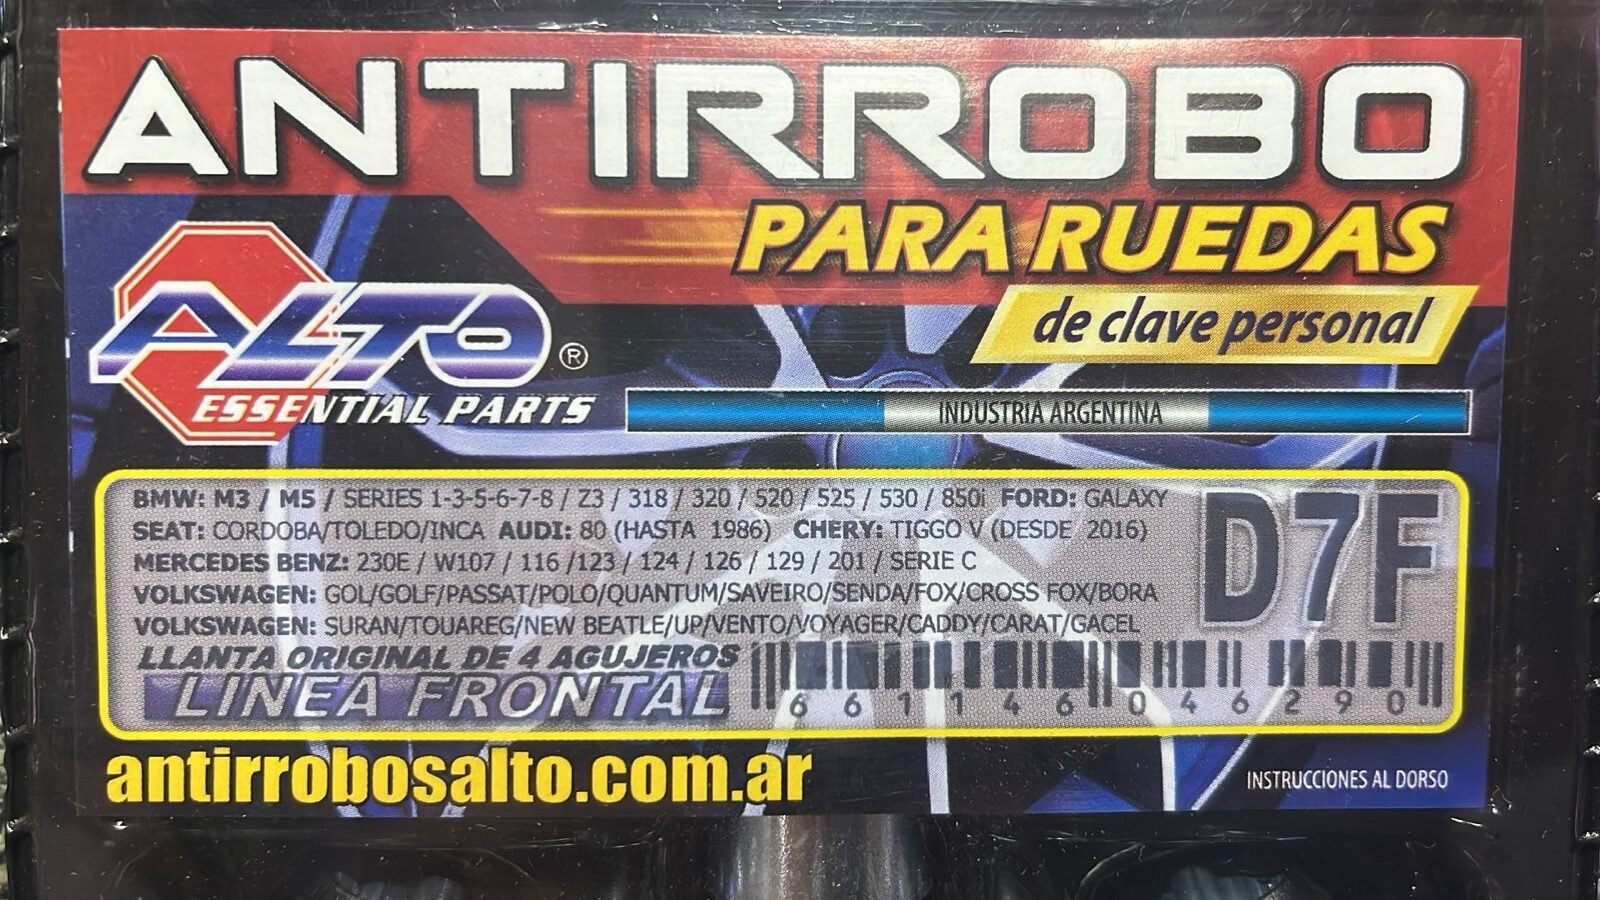 ANTIRROBO
PARA RUEDAS
de clave personal
ALTO ®
ESSENTIAL PARTS
INDUSTRIA ARGENTINA
BMW: M3 / M5 / SERIES 1-3-5-6-7-8 / Z3 / 318 / 320 / 520 / 525 / 530 / 850i FORD: GALAXY
SEAT: CORDOBA/TOLEDO/INCA AUDI: 80 (HASTA 1986) CHERY: TIGGO V (DESDE 2016)
MERCEDES BENZ: 230E / W107 / 116 /123 / 124 / 126 / 129 / 201 / SERIE C
VOLKSWAGEN: GOL/GOLF/PASSAT/POLO/QUANTUM/SAVEIRO/SENDA/FOX/CROSS FOX/BORA
VOLKSWAGEN: SURAN/TOUAREG/NEW BEATLE/UP/VENTO/VOYAGER/CADDY/CARAT/GACEL
D7F
LLANTA ORIGINAL DE 4 AGUJEROS
LINEA FRONTAL
661146046290
antirrobosalto.com.ar
INSTRUCCIONES AL DORSO